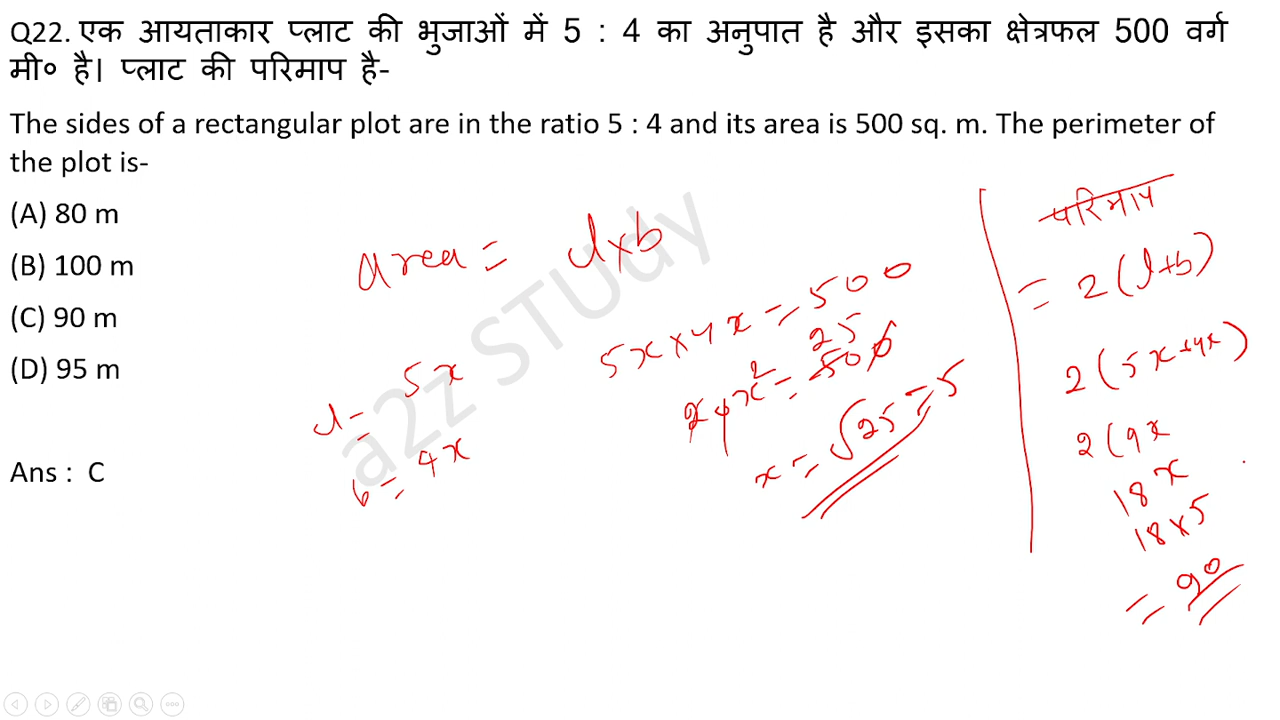 Q22. एक आयताकार प्लाट की भुजाओं में 5 : 4 का अनुपात है और इसका क्षेत्रफल 500 वर्ग
मी० है। प्लाट की परिमाप है-
The sides of a rectangular plot are in the ratio 5 : 4 and its area is 500 sq. m. The perimeter of
the plot is-
(A) 80 m
(B) 100 m
(C) 90 m
(D) 95 m
Ans : C
a2z STUdy
area = l×b
l = 5x
b = 4x
5x×4x = 500
25
x² = 500
x = √25 = 5
परिमाप
= 2(l+b)
2(5x+4x)
2(9x
18x
18×5
= 90